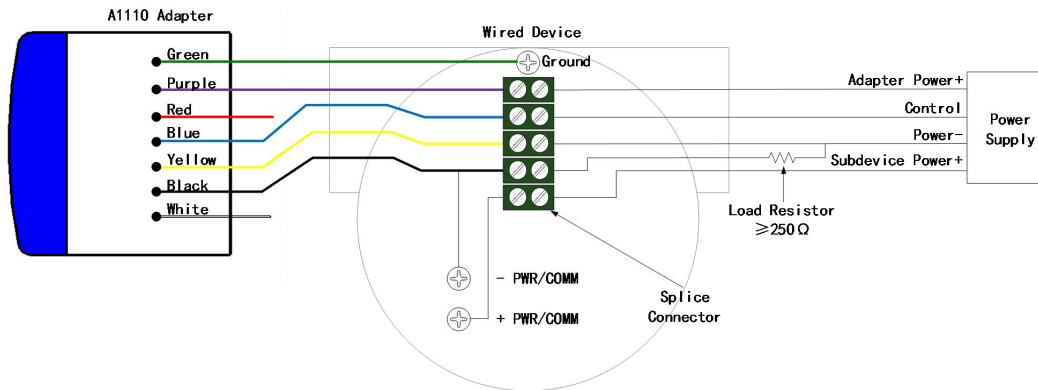 A1110 Adapter
Green
Purple
Red
Blue
Yellow
Black
White
Wired Device
Ground
Adapter Power+
Control
Power-
Subdevice Power+
Power
Supply
Load Resistor
≥250Ω
- PWR/COMM
+ PWR/COMM
Splice
Connector